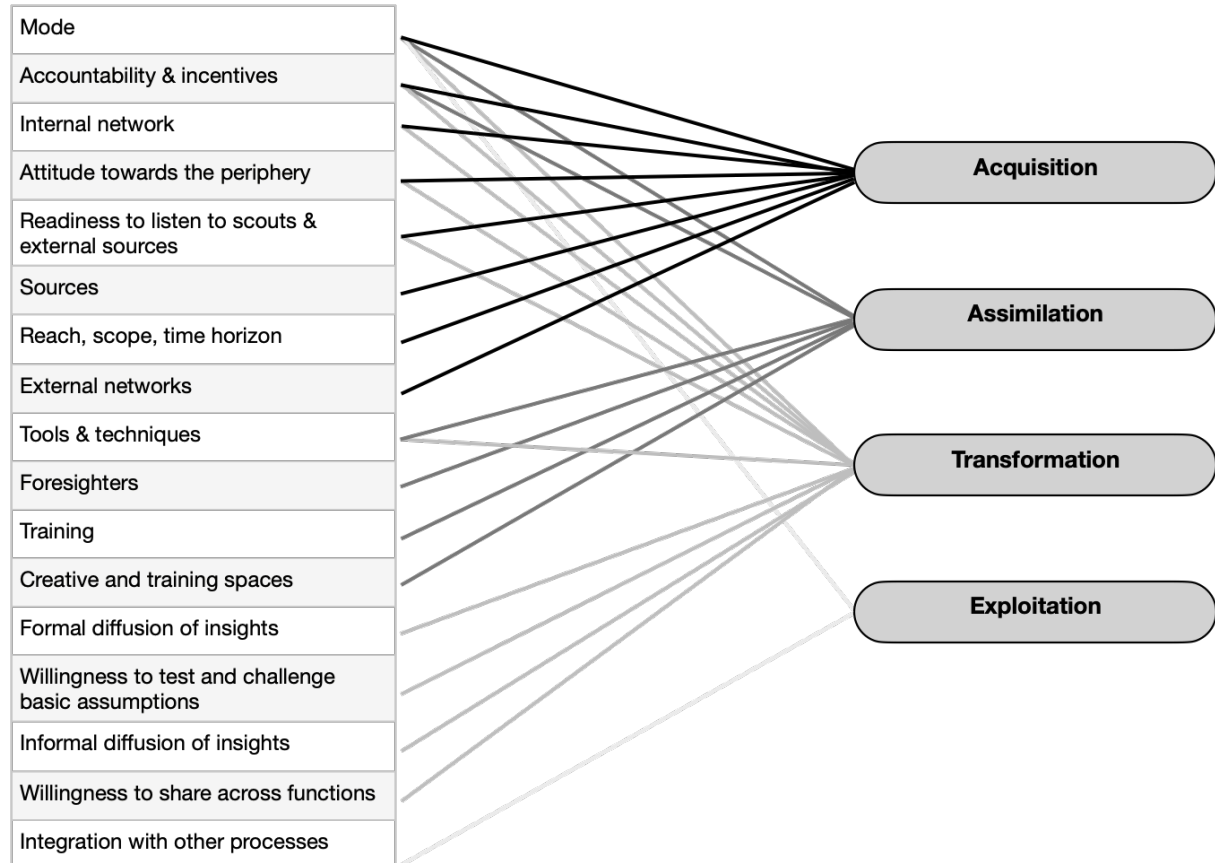 Mode
Accountability & incentives
Internal network
Attitude towards the periphery
Readiness to listen to scouts &
external sources
Sources
Reach, scope, time horizon
External networks
Tools & techniques
Foresighters
Training
Creative and training spaces
Formal diffusion of insights
Willingness to test and challenge
basic assumptions
Informal diffusion of insights
Willingness to share across functions
Integration with other processes
Acquisition
Assimilation
Transformation
Exploitation